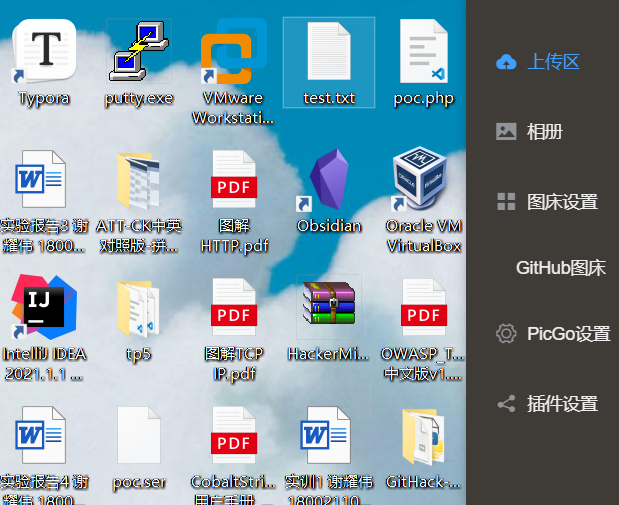 Typora
putty.exe
VMware
Workstati...
test.txt
poc.php
上传区
相册
实验报告3 谢
耀伟 1800...
ATT-CK中英
对照版-拼...
PDF
图解
HTTP.pdf
Obsidian
Oracle VM
VirtualBox
图床设置
GitHub图床
IntelliJ IDEA
2021.1.1 ...
tp5
PDF
图解TCP
IP.pdf
HackerMi...
PDF
OWASP_T...
中文版v1....
PicGo设置
插件设置
实验报告4 谢
耀伟 1800...
poc.ser
PDF
CobaltStri...
用户手册 ...
实训1 谢耀伟
18002110...
GitHack-...